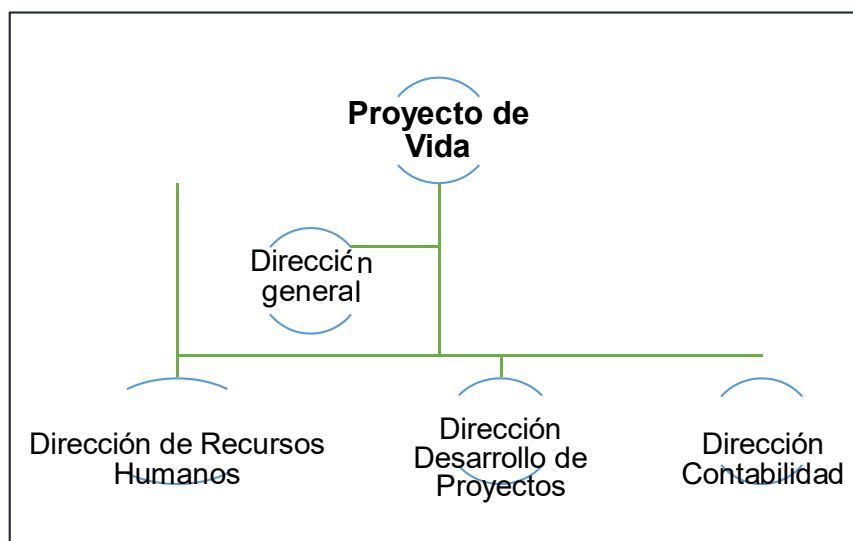 Proyecto de
Vida
Dirección
general
Dirección de Recursos
Humanos
Dirección
Desarrollo de
Proyectos
Dirección
Contabilidad